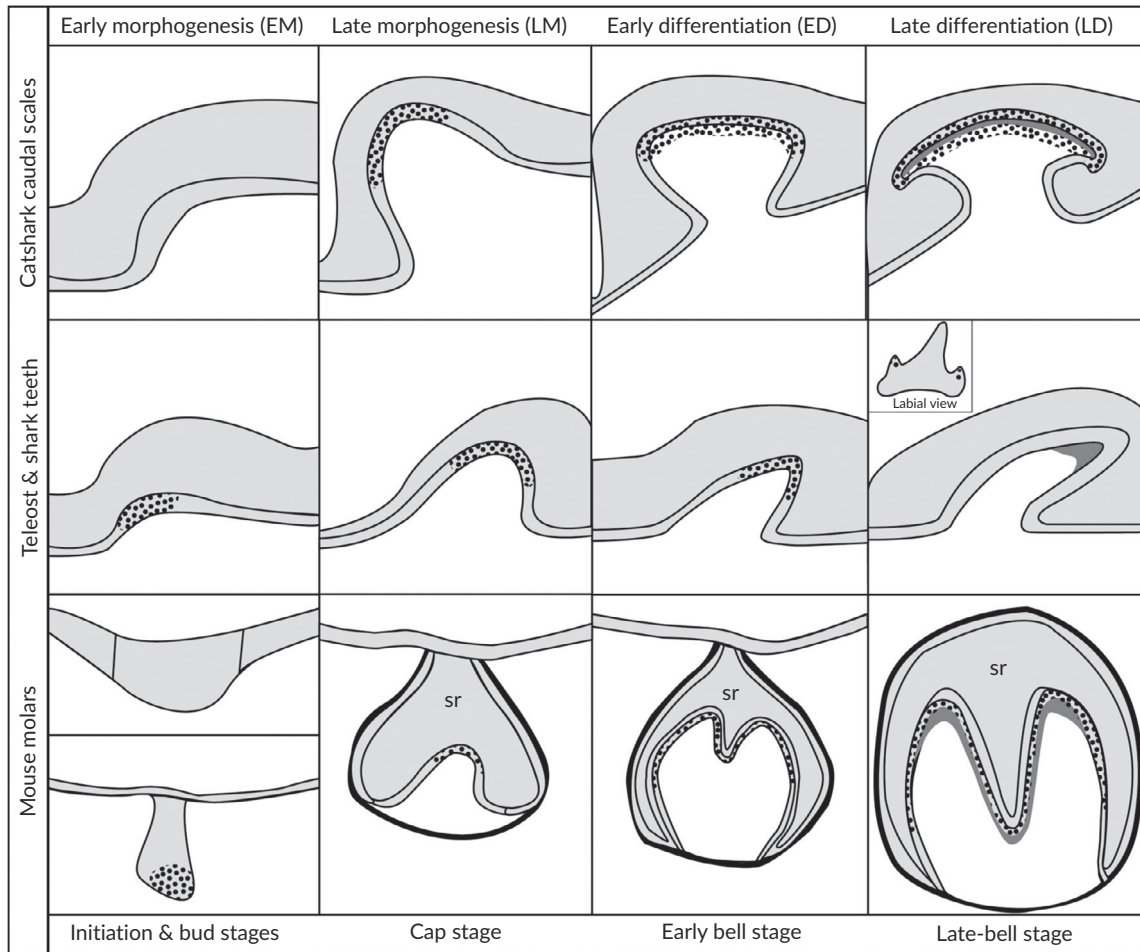 Early morphogenesis (EM)
Late morphogenesis (LM)
Early differentiation (ED)
Late differentiation (LD)
Catshark caudal scales
Teleost & shark teeth
Labial view
Mouse molars
sr
sr
sr
Initiation & bud stages
Cap stage
Early bell stage
Late-bell stage